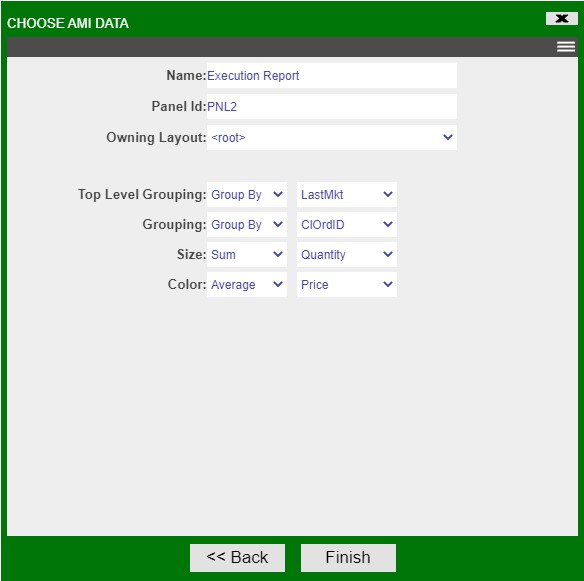 CHOOSE AMI DATA
Name: Execution Report
Panel Id: PNL2
Owning Layout: <root>
Top Level Grouping: Group By LastMkt
Grouping: Group By ClOrdID
Size: Sum Quantity
Color: Average Price
<< Back Finish